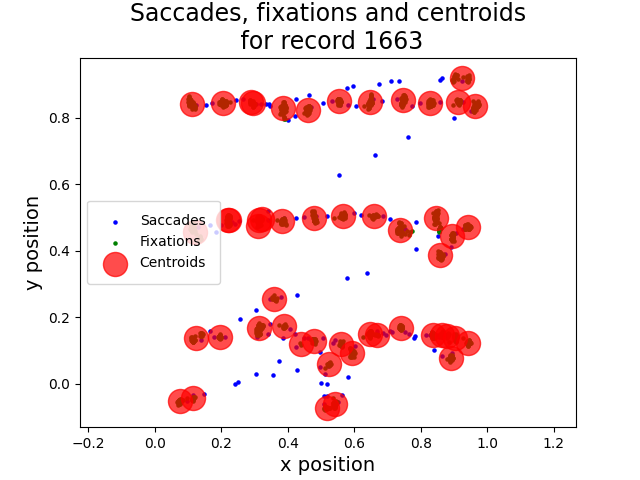 Saccades, fixations and centroids
for record 1663
y position
0.8
0.6
0.4
0.2
0.0
Saccades
Fixations
Centroids
−0.2 0.0 0.2 0.4 0.6 0.8 1.0 1.2
x position